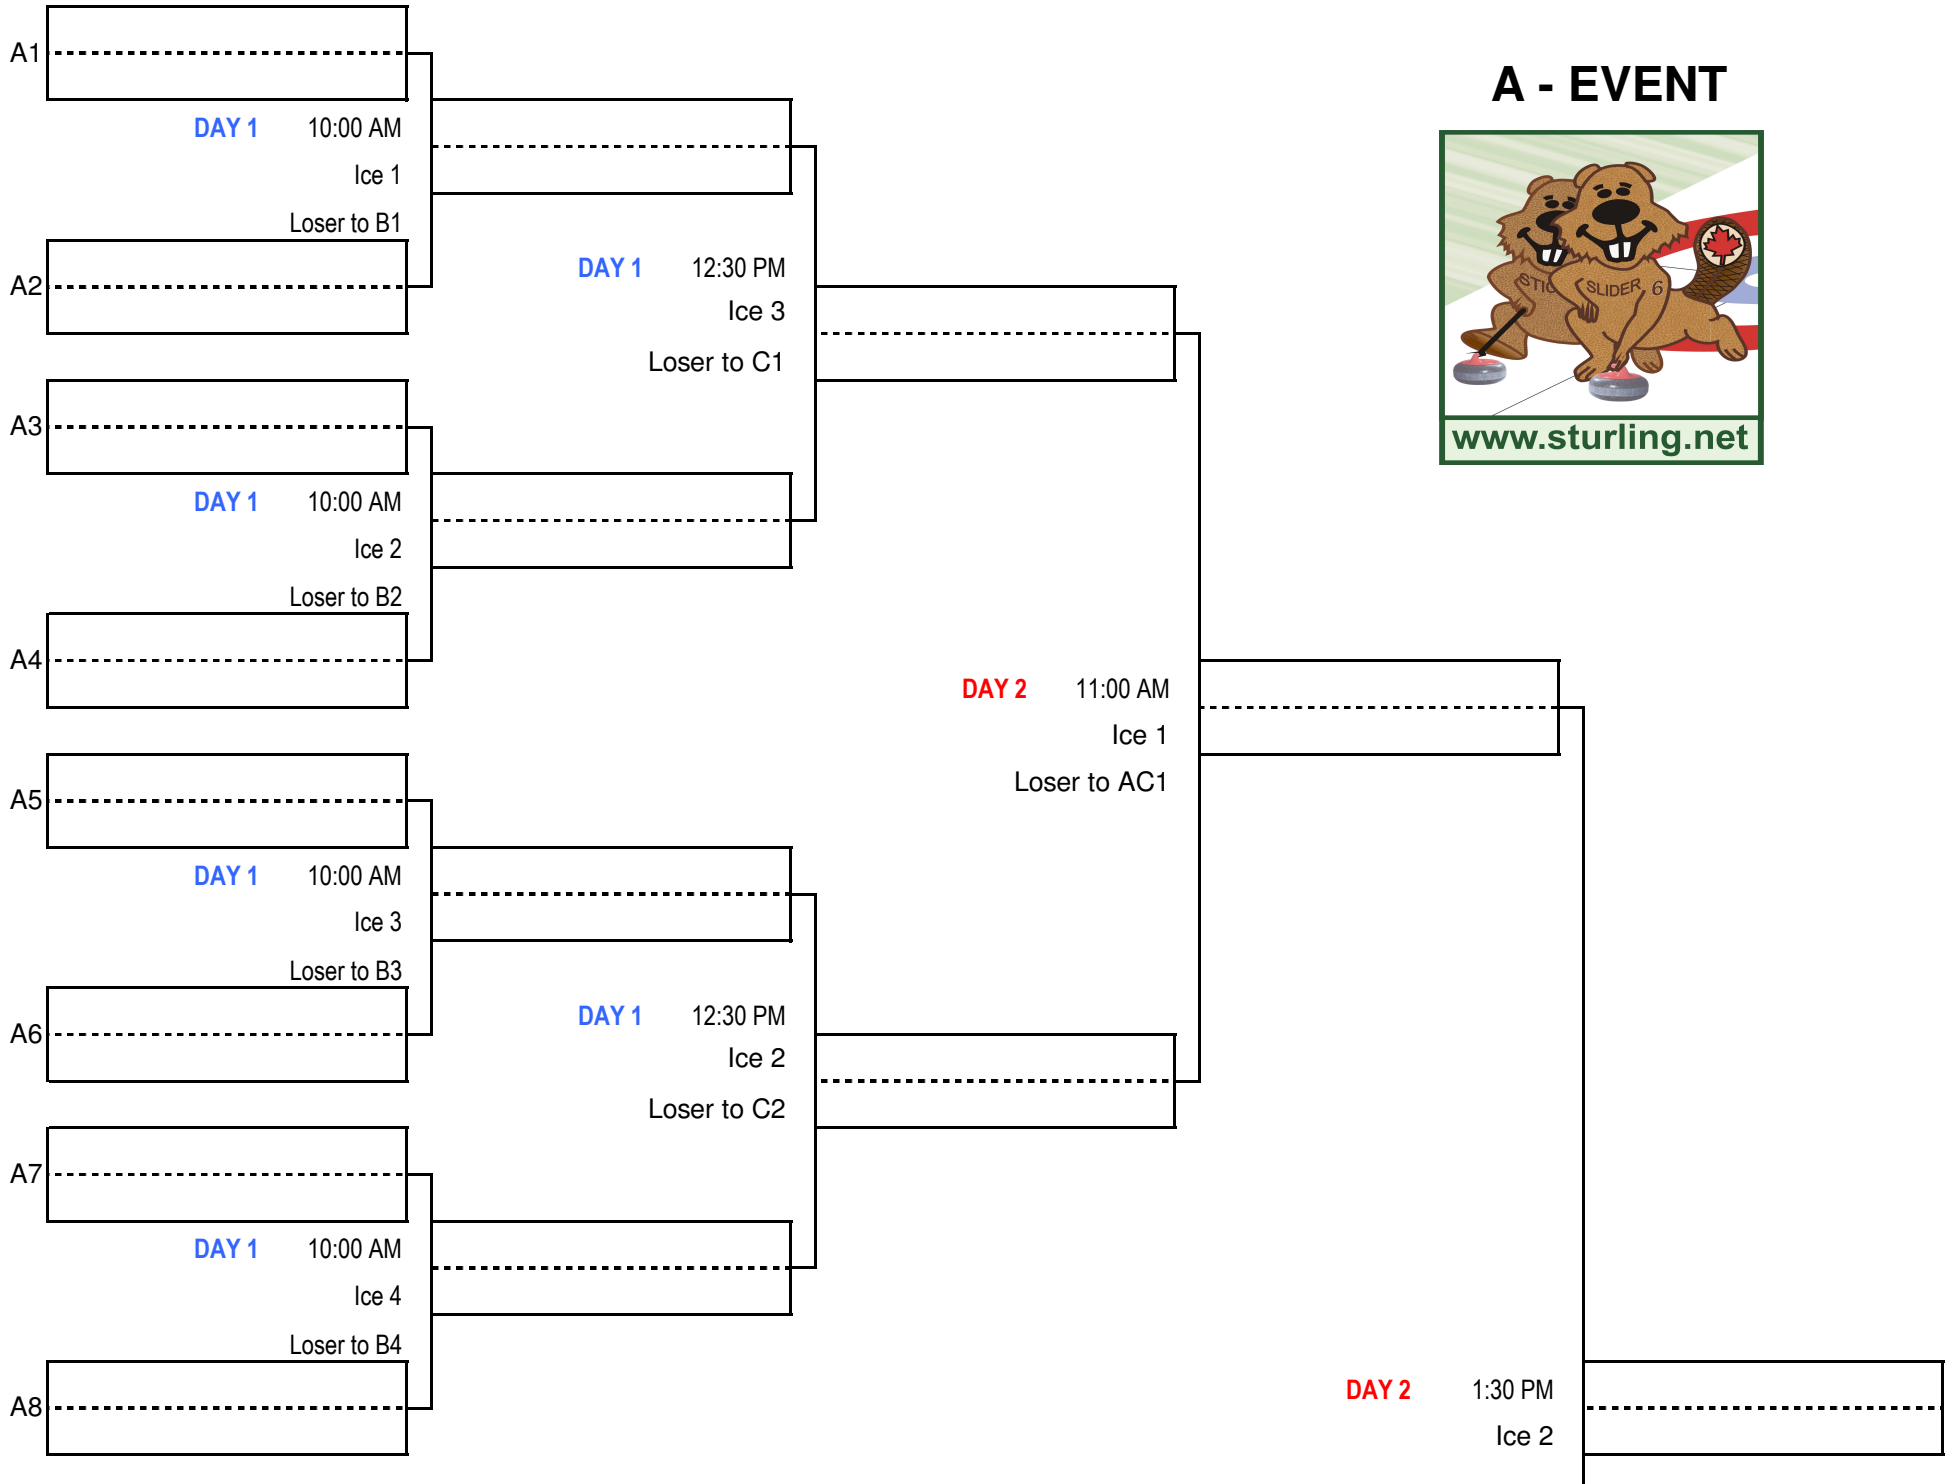 A - EVENT
STIC
SLIDER 6
www.sturling.net
A1
DAY 1 10:00 AM
Ice 1
Loser to B1
A2
DAY 1 12:30 PM
Ice 3
Loser to C1
A3
DAY 1 10:00 AM
Ice 2
Loser to B2
A4
DAY 2 11:00 AM
Ice 1
Loser to AC1
A5
DAY 1 10:00 AM
Ice 3
Loser to B3
A6
DAY 1 12:30 PM
Ice 2
Loser to C2
A7
DAY 1 10:00 AM
Ice 4
Loser to B4
A8
DAY 2 1:30 PM
Ice 2